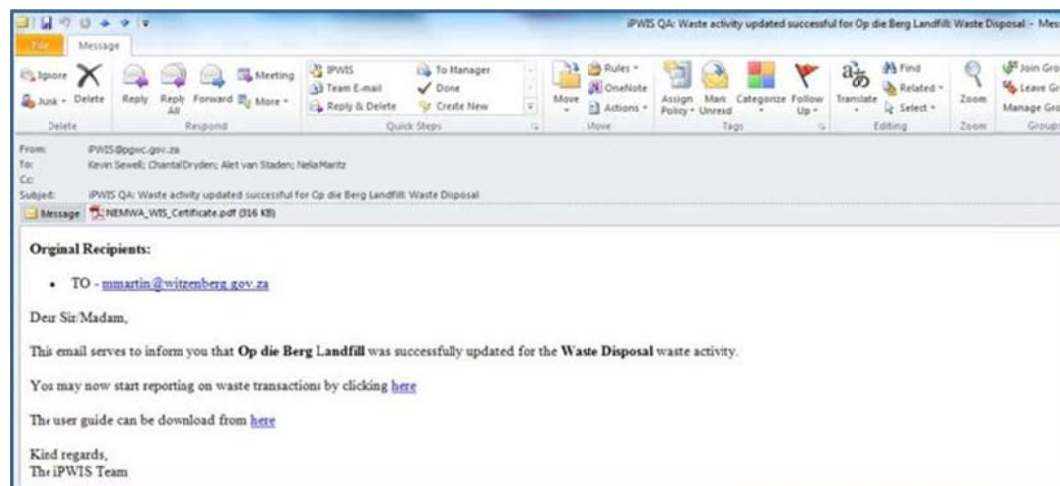 iPWIS QA: Waste activity updated successful for Op die Berg Landfill: Waste Disposal - Mes
File Message
Ignore Delete Reply Reply All Forward Meeting IPWIS To Manager Move Rules Assign Policy Mark Unread Categorize Follow Up Translate Find Zoom Join Gro
Team E-mail Done OneNote Related Leave Gr
Junk More Reply & Delete Create New Actions Select Manage Gro
Delete Respond Quick Steps Move Tags Editing Zoom Groups
From: iPWIS@pgwc.gov.za
To: Kevin Sewell; ChantalDryden; Alet van Staden; NeliaMaritz
Cc:
Subject: iPWIS QA: Waste activity updated successful for Op die Berg Landfill: Waste Disposal
Message NEMWA_WIS_Certificate.pdf (316 KB)
Original Recipients:
• TO - mmartin@witzenberg.gov.za
Dear Sir/Madam,
This email serves to inform you that Op die Berg Landfill was successfully updated for the Waste Disposal waste activity.
You may now start reporting on waste transactions by clicking here
The user guide can be download from here
Kind regards,
The iPWIS Team